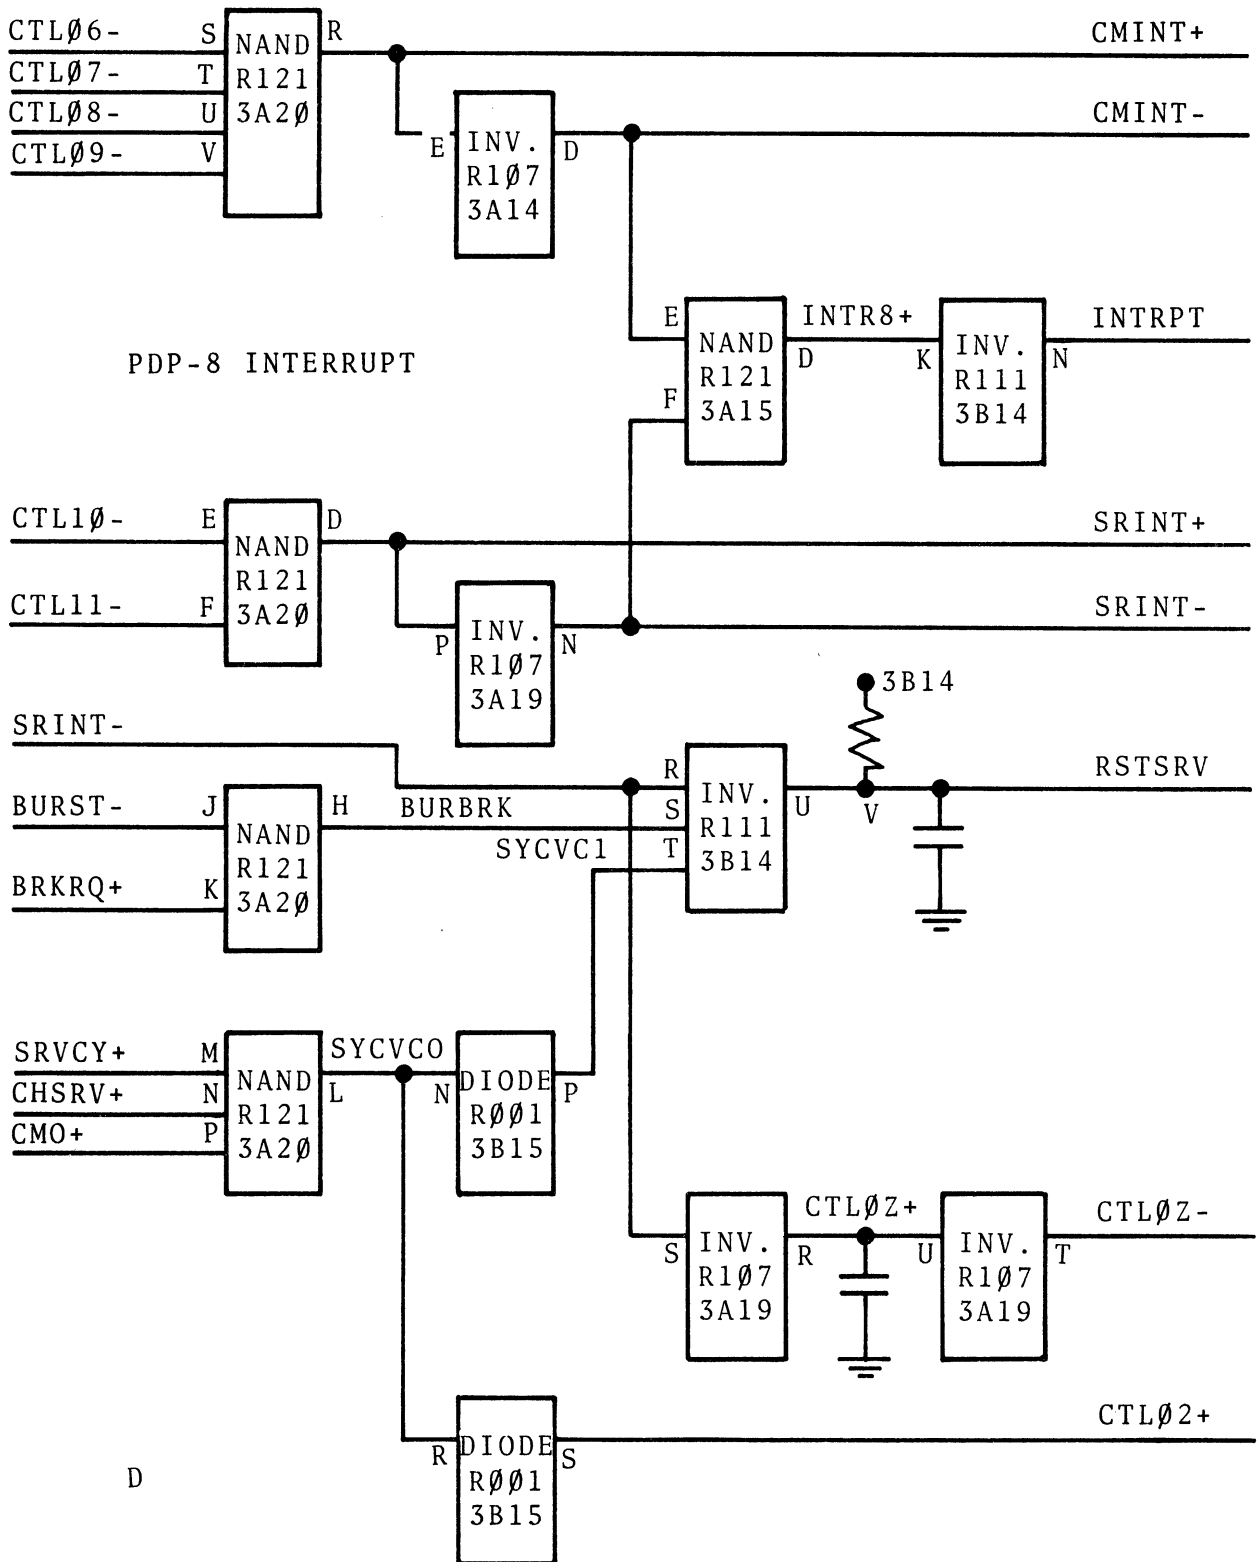 CTLØ6- S NAND R CMINT+
CTLØ7- T R121
CTLØ8- U 3A2Ø CMINT-
CTLØ9- V
E INV. D
R1Ø7
3A14
PDP-8 INTERRUPT
E NAND D INTR8+ K INV. N INTRPT
F R121 R111
3A15 3B14
CTL1Ø- E NAND D SRINT+
R121
CTL11- F 3A2Ø SRINT-
P INV. N
R1Ø7
3A19
3B14
SRINT-
R INV. U V RSTSRV
BURST- J NAND H BURBRK S R111
R121 SYCVC1 T 3B14
BRKRQ+ K 3A2Ø
SRVCY+ M NAND L SYCVCO N DIODE P
CHSRV+ N R121 RØØ1
CMO+ P 3A2Ø 3B15
S INV. R CTLØZ+ U INV. T CTLØZ-
R1Ø7 R1Ø7
3A19 3A19
R DIODE S CTLØ2+
RØØ1
3B15
D